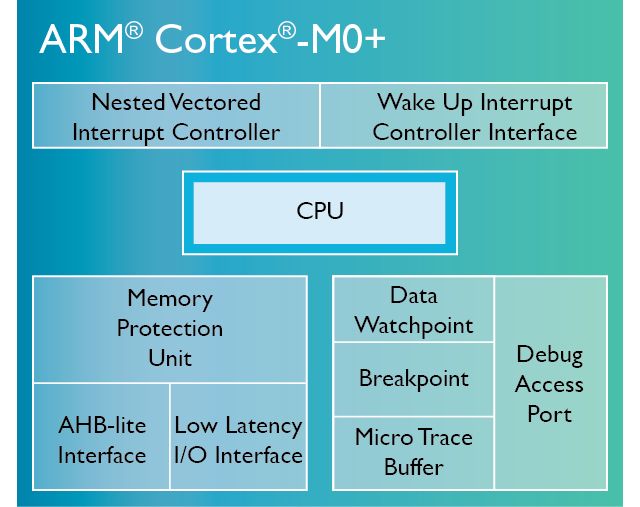 ARM® Cortex®-M0+
Nested Vectored
Interrupt Controller
Wake Up Interrupt
Controller Interface
CPU
Memory
Protection
Unit
AHB-lite
Interface
Low Latency
I/O Interface
Data
Watchpoint
Breakpoint
Micro Trace
Buffer
Debug
Access
Port